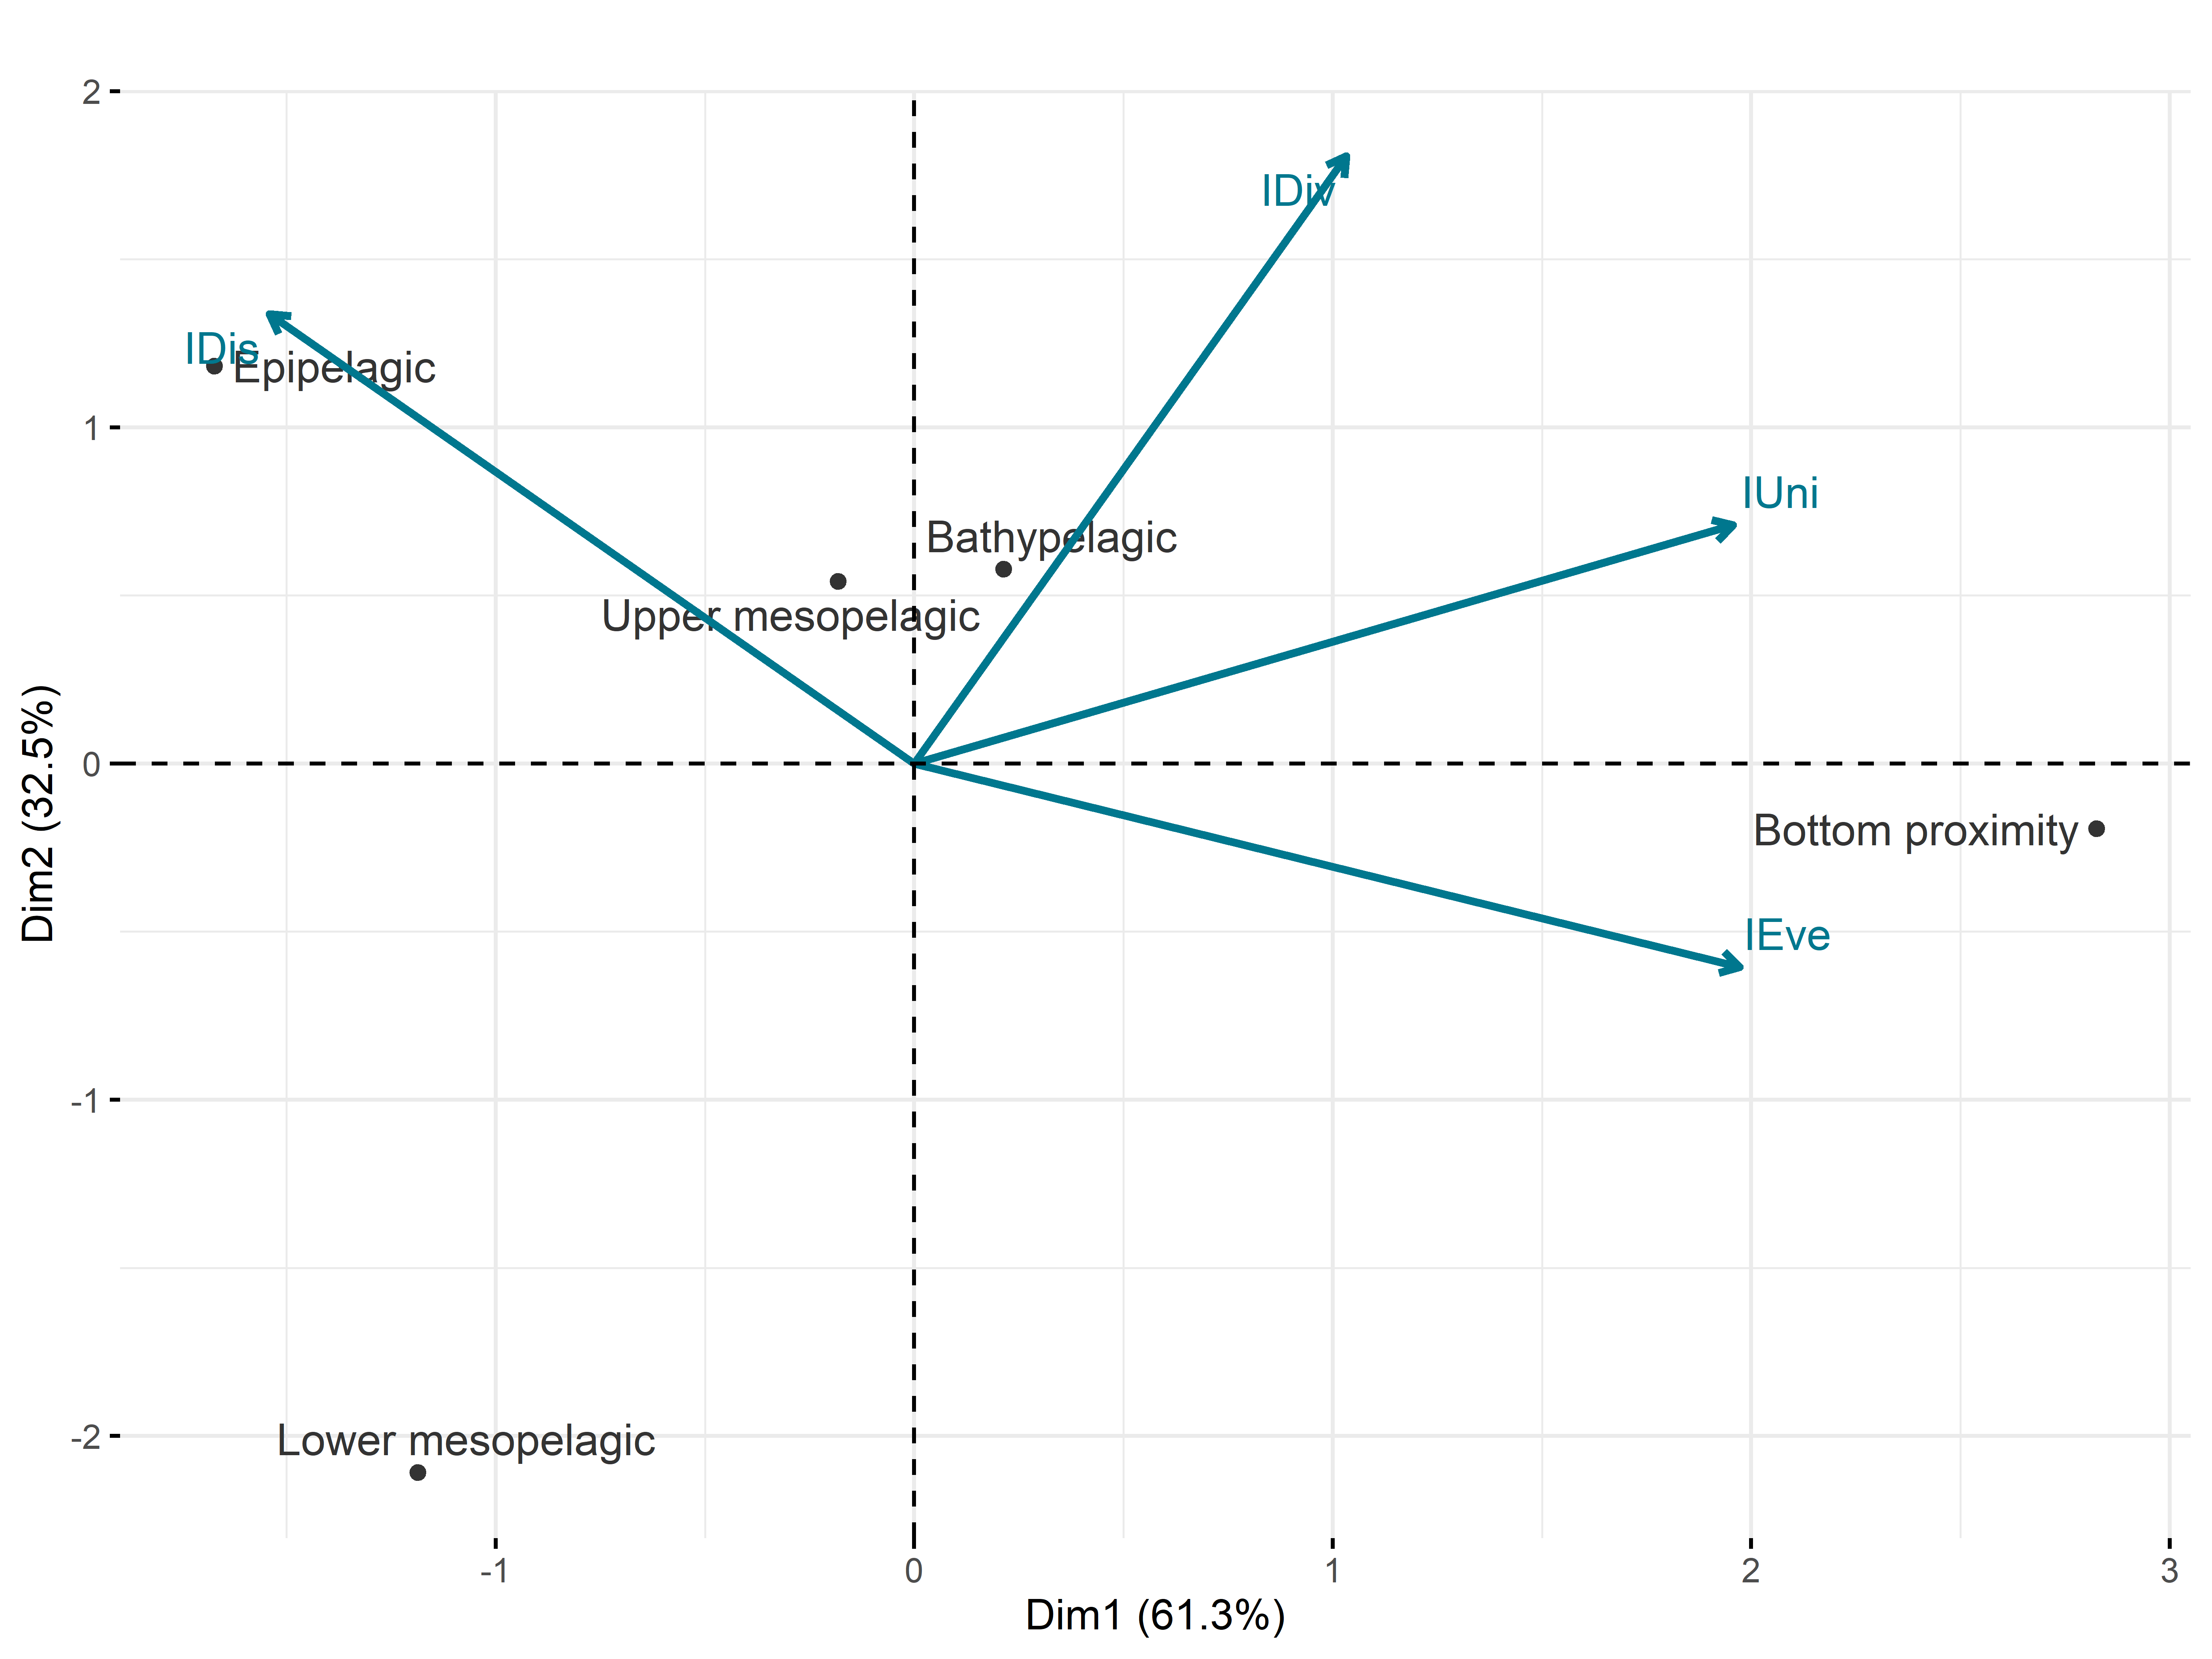 2
IDiv
IDis
Epipelagic
1
IUni
Bathypelagic
Upper mesopelagic
0
Bottom proximity
Dim2 (32.5%)
IEve
-1
-2
Lower mesopelagic
-1
0
1
2
3
Dim1 (61.3%)